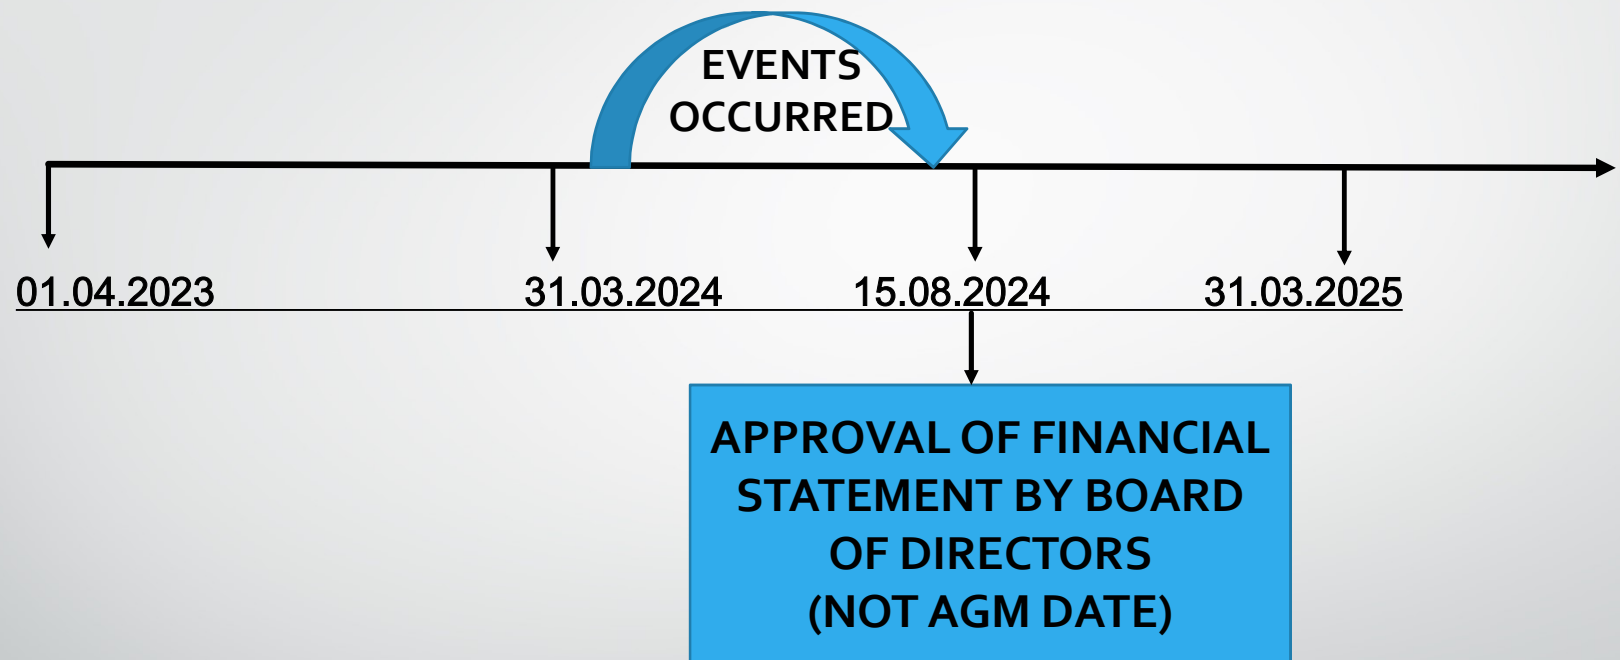 EVENTS
OCCURRED
01.04.2023 31.03.2024 15.08.2024 31.03.2025
APPROVAL OF FINANCIAL
STATEMENT BY BOARD
OF DIRECTORS
(NOT AGM DATE)